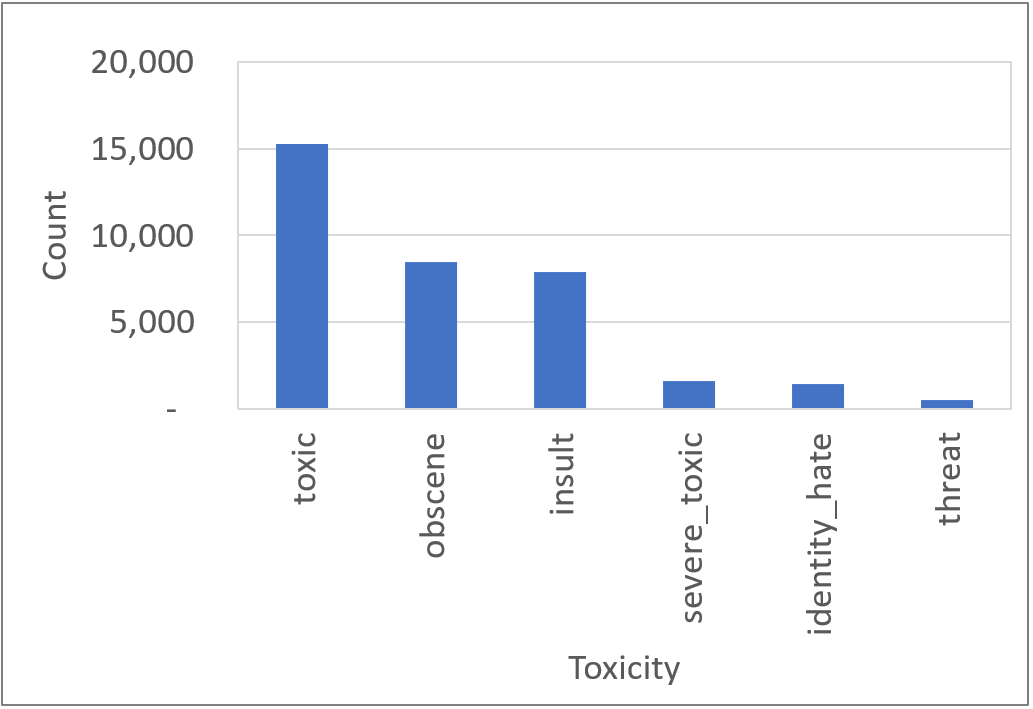 20,000
15,000
10,000
5,000
-
Count
toxic
obscene
insult
severe_toxic
identity_hate
threat
Toxicity